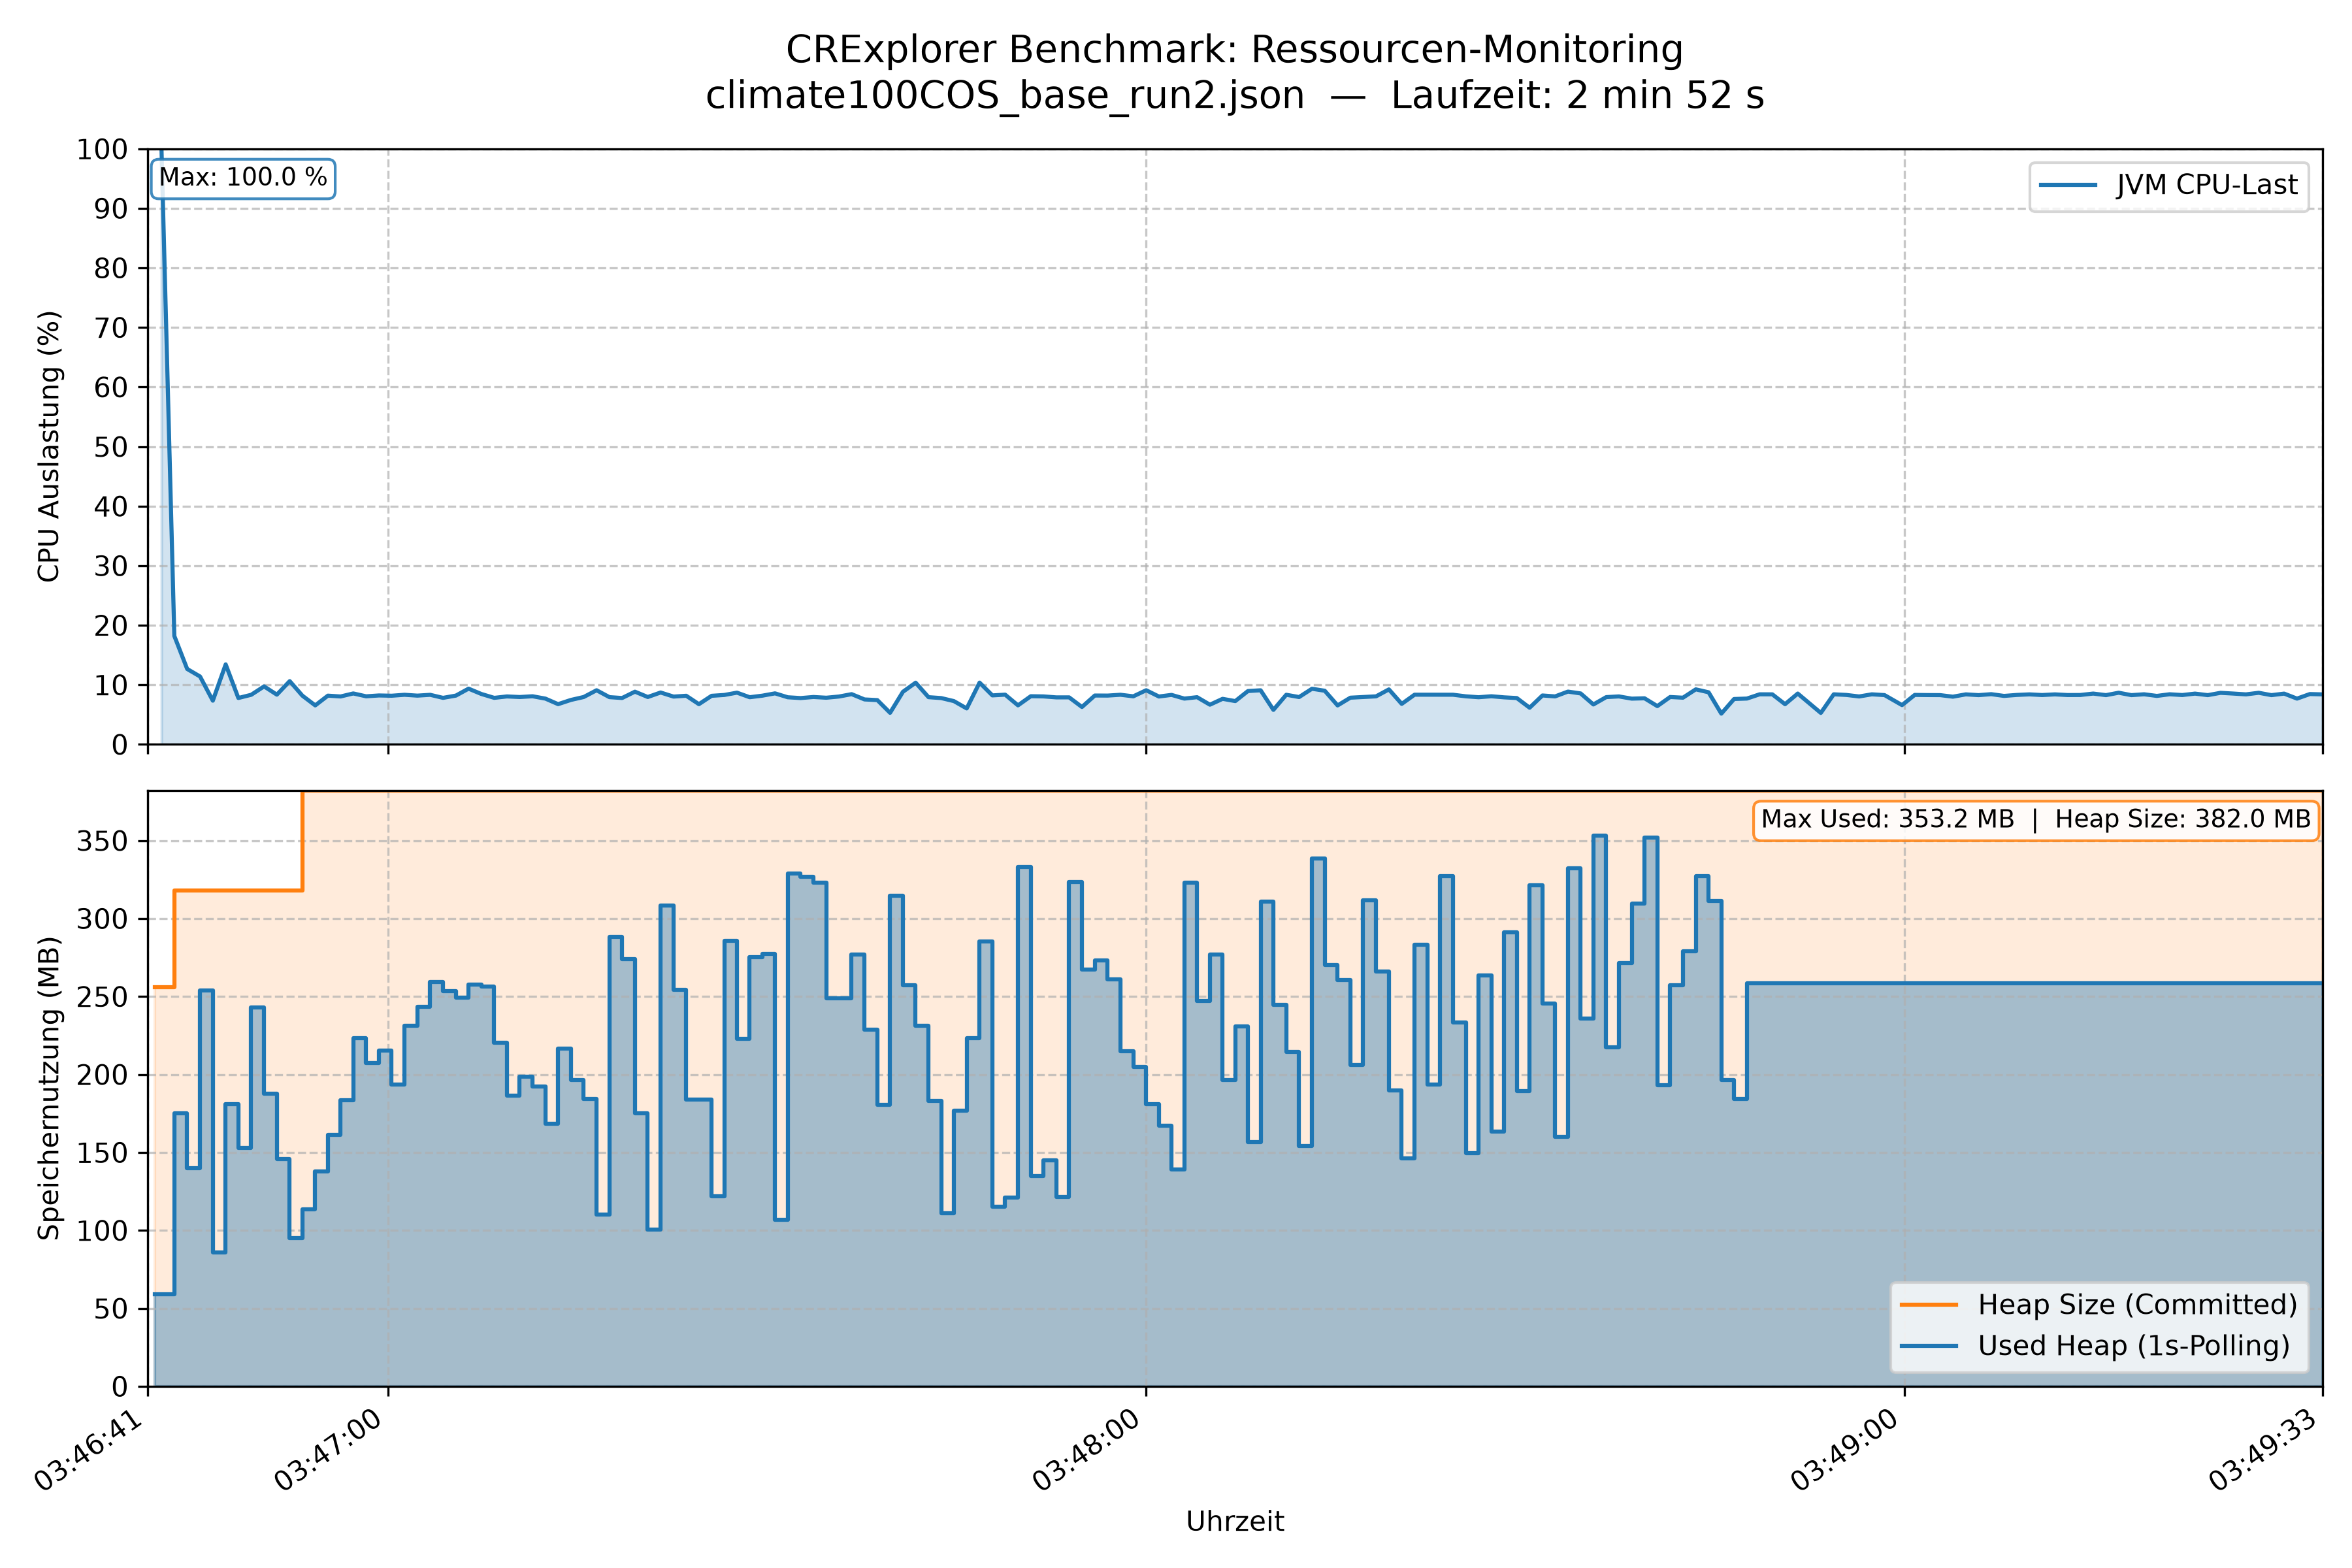 CRExplorer Benchmark: Ressourcen-Monitoring
climate100COS_base_run2.json — Laufzeit: 2 min 52 s
100
90
80
70
60
50
40
30
20
10
0
CPU Auslastung (%)
Max: 100.0 %
JVM CPU-Last
350
300
250
200
150
100
50
0
Speichernutzung (MB)
Max Used: 353.2 MB | Heap Size: 382.0 MB
Heap Size (Committed)
Used Heap (1s-Polling)
03:46:41
03:47:00
03:48:00
03:49:00
03:49:33
Uhrzeit